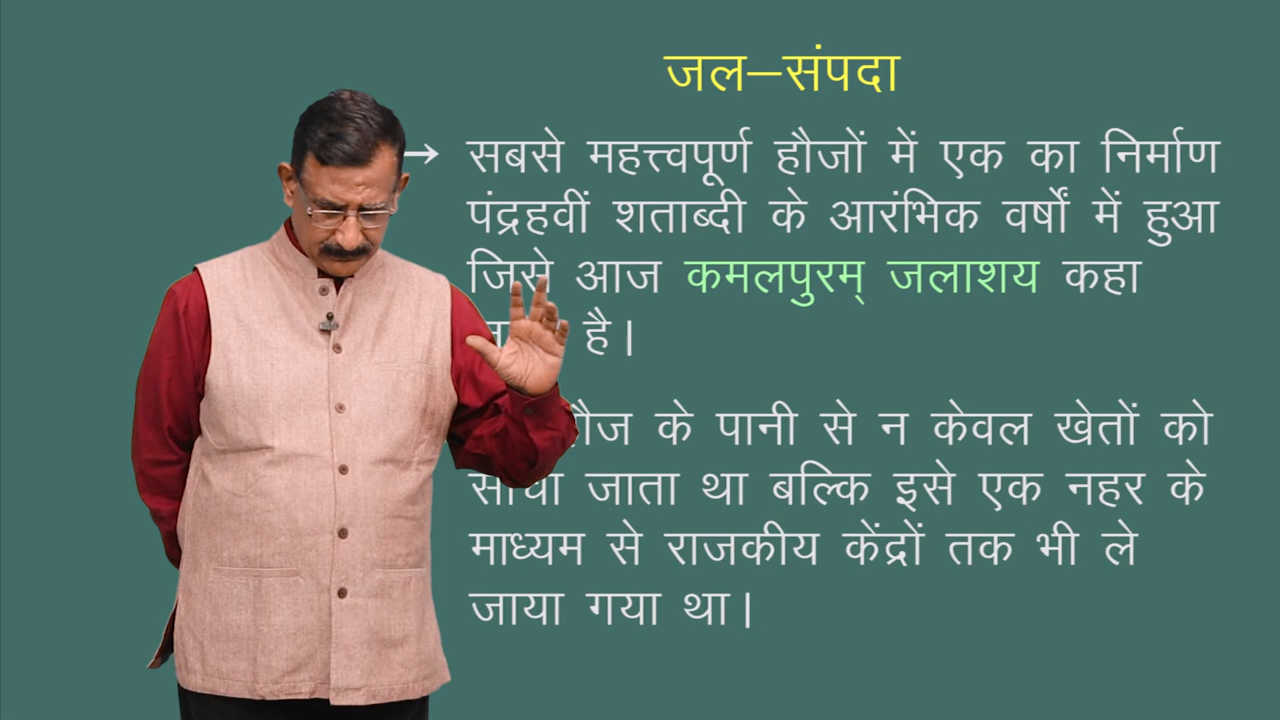 जल–संपदा
→ सबसे महत्त्वपूर्ण हौजों में एक का निर्माण
पंद्रहवीं शताब्दी के आरंभिक वर्षों में हुआ
जिसे आज कमलपुरम् जलाशय कहा
है।
के पानी से न केवल खेतों को
जाता था बल्कि इसे एक नहर के
माध्यम से राजकीय केंद्रों तक भी ले
जाया गया था।